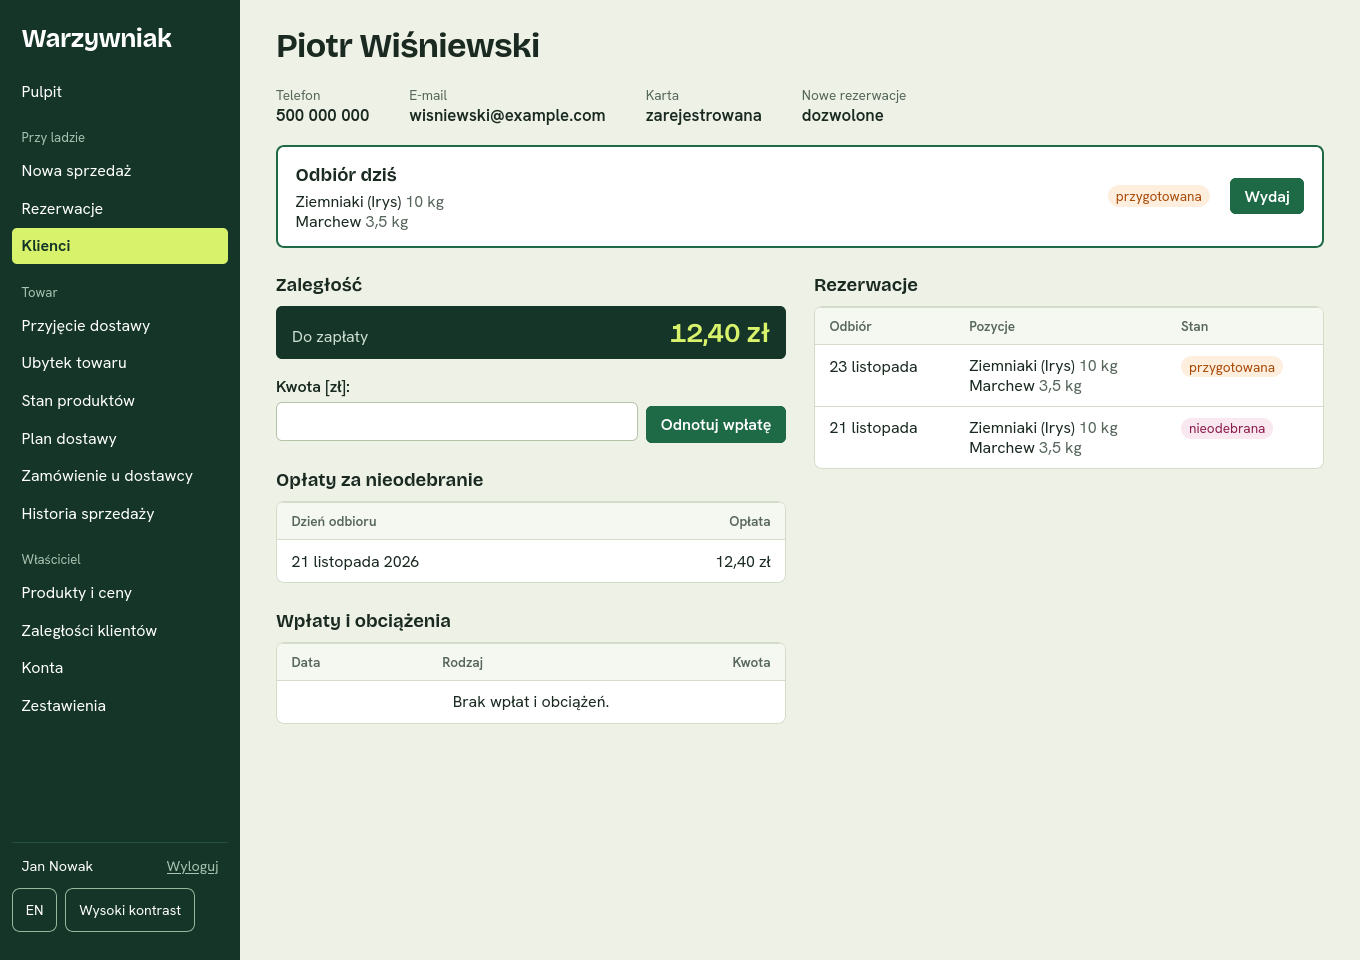 Warzywniak
Pulpit
Przy ladzie
Nowa sprzedaż
Rezerwacje
Klienci
Towar
Przyjęcie dostawy
Ubytek towaru
Stan produktów
Plan dostawy
Zamówienie u dostawcy
Historia sprzedaży
Właściciel
Produkty i ceny
Zaległości klientów
Konta
Zestawienia
Jan Nowak Wyloguj
EN Wysoki kontrast
Piotr Wiśniewski
Telefon E-mail Karta Nowe rezerwacje
500 000 000 wisniewski@example.com zarejestrowana dozwolone
Odbiór dziś
Ziemniaki (Irys) 10 kg
Marchew 3,5 kg
przygotowana Wydaj
Zaległość
Do zapłaty 12,40 zł
Kwota [zł]:
Odnotuj wpłatę
Opłaty za nieodebranie
Dzień odbioru Opłata
21 listopada 2026 12,40 zł
Wpłaty i obciążenia
Data Rodzaj Kwota
Brak wpłat i obciążeń.
Rezerwacje
Odbiór Pozycje Stan
23 listopada Ziemniaki (Irys) 10 kg przygotowana
Marchew 3,5 kg
21 listopada Ziemniaki (Irys) 10 kg nieodebrana
Marchew 3,5 kg